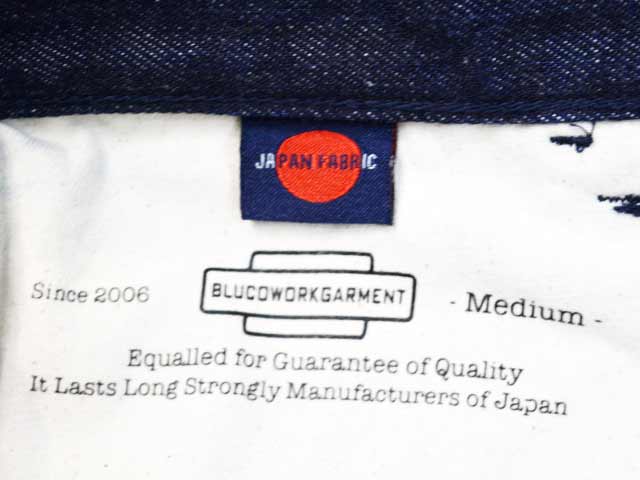 JAPAN FABRIC
BLUCOWORKGARMENT
Since 2006
- Medium -
Equalled for Guarantee of Quality
It Lasts Long Strongly Manufacturers of Japan